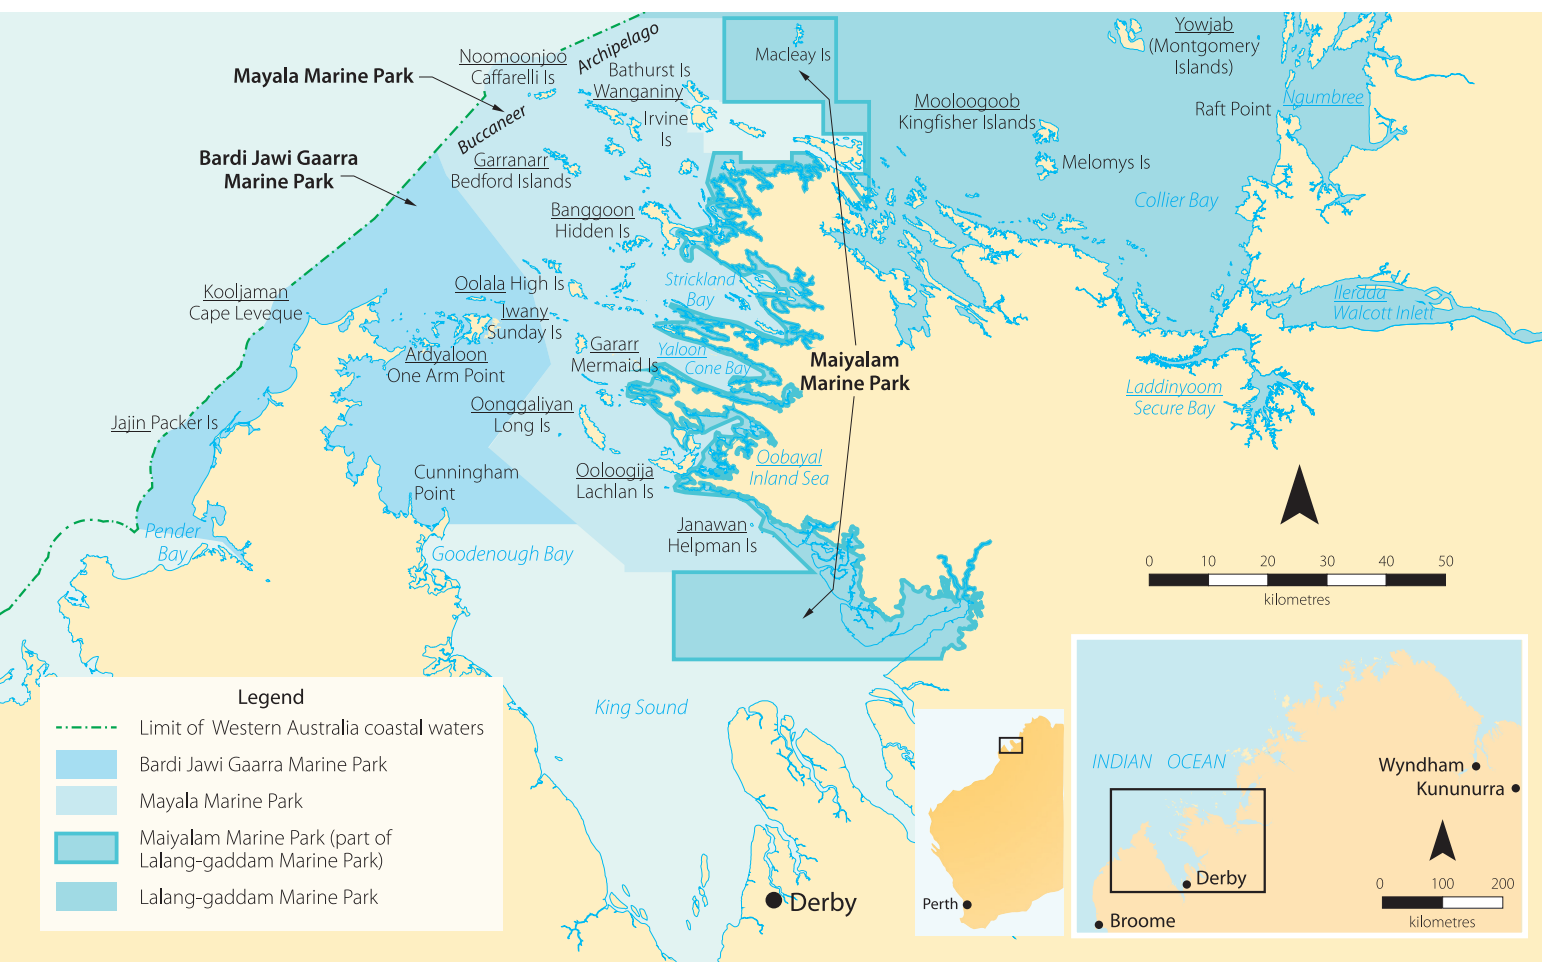 Archipelago
Buccaneer
Mayala Marine Park
Noomoonjoo
Caffarelli Is
Bathurst Is
Wanganiny
Irvine
Is
Macleay Is
Yowjab
(Montgomery
Islands)
Mooloogoob
Kingfisher Islands
Raft Point
Ngumbree
Melomys Is
Bardi Jawi Gaarra
Marine Park
Garranarr
Bedford Islands
Banggoon
Hidden Is
Collier Bay
Kooljaman
Cape Leveque
Oolala High Is
Iwany
Sunday Is
Strickland
Bay
Ilerada
Walcott Inlett
Ardyaloon
One Arm Point
Gararr
Mermaid Is
Yaloon
Cone Bay
Maiyalam
Marine Park
Laddinyoom
Secure Bay
Jajin Packer Is
Oonggaliyan
Long Is
Cunningham
Point
Ooloogija
Lachlan Is
Oobayal
Inland Sea
Pender
Bay
Goodenough Bay
Janawan
Helpman Is
0 10 20 30 40 50
kilometres
King Sound
Derby
Legend
Limit of Western Australia coastal waters
Bardi Jawi Gaarra Marine Park
Mayala Marine Park
Maiyalam Marine Park (part of
Lalang-gaddam Marine Park)
Lalang-gaddam Marine Park
Perth
INDIAN OCEAN
Wyndham
Kununurra
Derby
Broome
0 100 200
kilometres